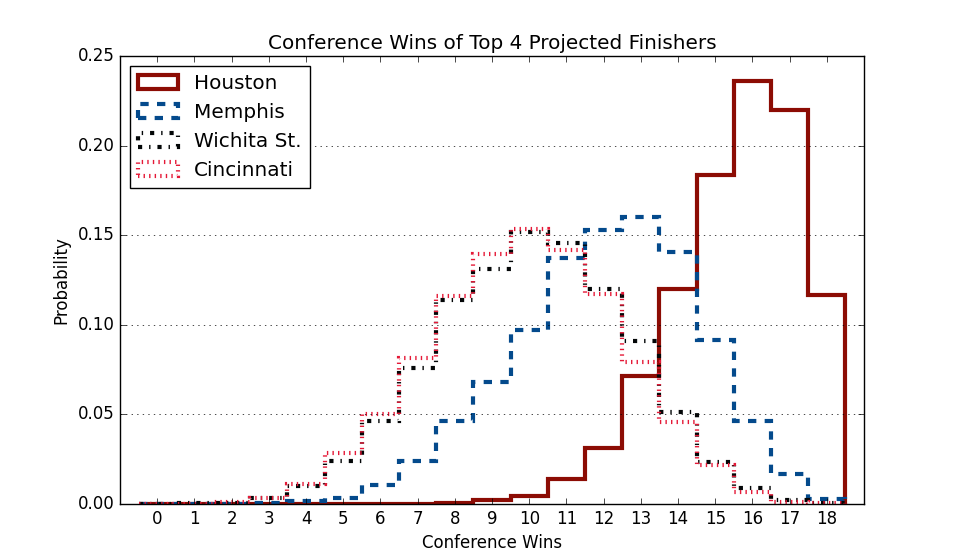 Conference Wins of Top 4 Projected Finishers
0.25
0.20
0.15
0.10
0.05
0.00
Probability
Houston
Memphis
Wichita St.
Cincinnati
0 1 2 3 4 5 6 7 8 9 10 11 12 13 14 15 16 17 18
Conference Wins